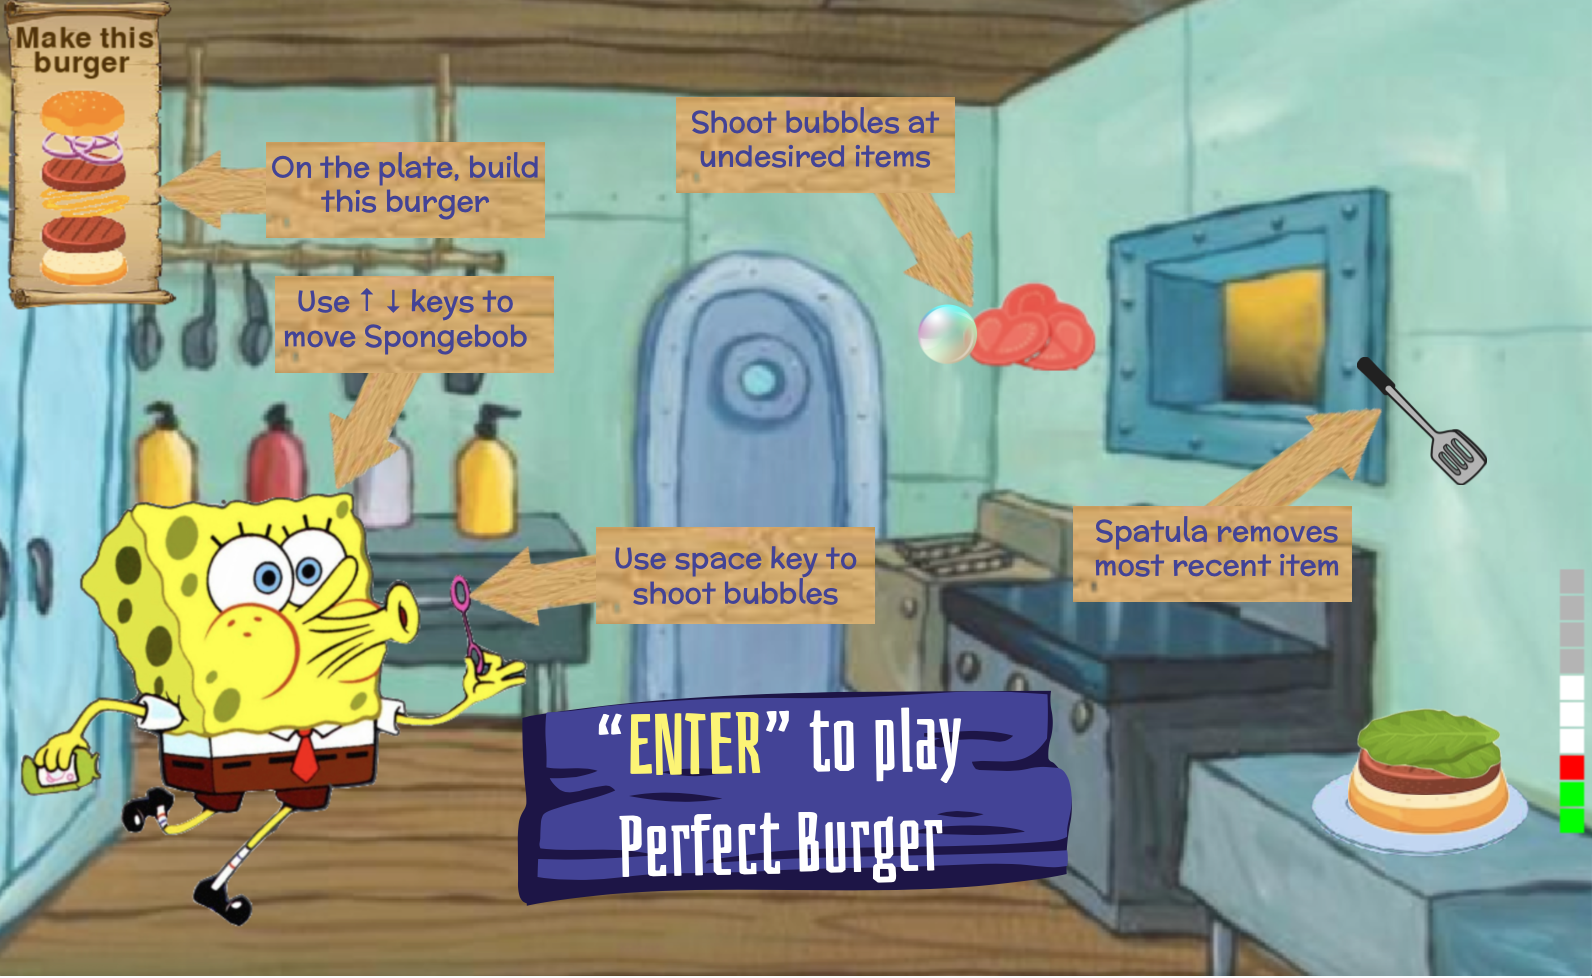 Make this
burger
On the plate, build
this burger
Shoot bubbles at
undesired items
Use ↑ ↓ keys to
move Spongebob
Use space key to
shoot bubbles
Spatula removes
most recent item
“ENTER” to play
Perfect Burger